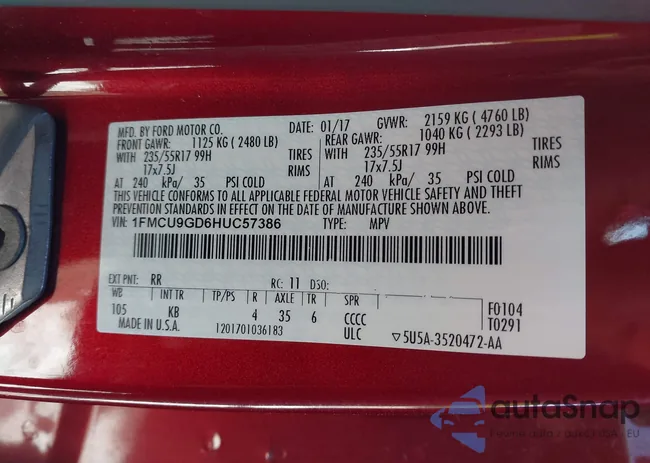 MFD. BY FORD MOTOR CO. DATE: 01/17 GVWR: 2159 KG ( 4760 LB)
FRONT GAWR: 1125 KG ( 2480 LB) REAR GAWR: 1040 KG ( 2293 LB)
WITH 235/55R17 99H TIRES WITH 235/55R17 99H TIRES
17x7.5J RIMS 17x7.5J RIMS
AT 240 kPa/ 35 PSI COLD AT 240 kPa/ 35 PSI COLD
THIS VEHICLE CONFORMS TO ALL APPLICABLE FEDERAL MOTOR VEHICLE SAFETY AND THEFT
PREVENTION STANDARDS IN EFFECT ON THE DATE OF MANUFACTURE SHOWN ABOVE.
VIN: 1FMCU9GD6HUC57386 TYPE: MPV
EXT PNT: RR RC: 11 DSO:
WB INT TR TP/PS R AXLE TR SPR F0104
105 KB 4 35 6 CCCC T0291
MADE IN U.S.A. 1201701036183 ULC ▽5U5A-3520472-AA
autoSnap